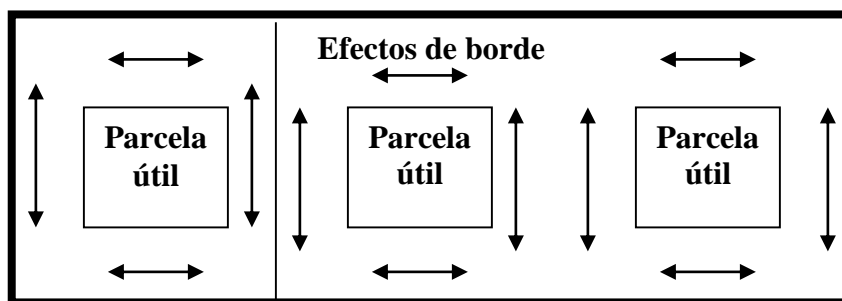 Efectos de borde
Parcela
útil
Parcela
útil
Parcela
útil